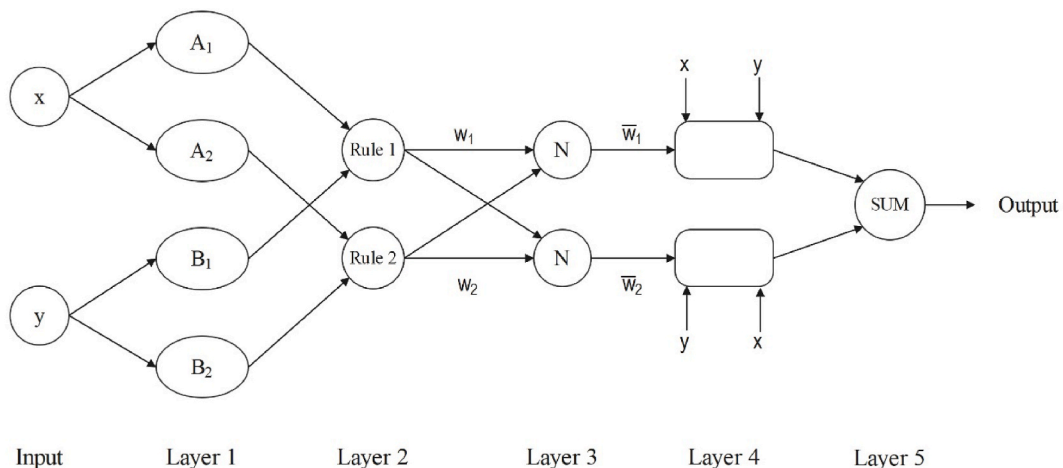 A₁
x
A₂
B₁
y
B₂
Rule 1
Rule 2
w₁
w₂
N
N
w̅₁
w̅₂
x y
y x
SUM
Output
Input Layer 1 Layer 2 Layer 3 Layer 4 Layer 5